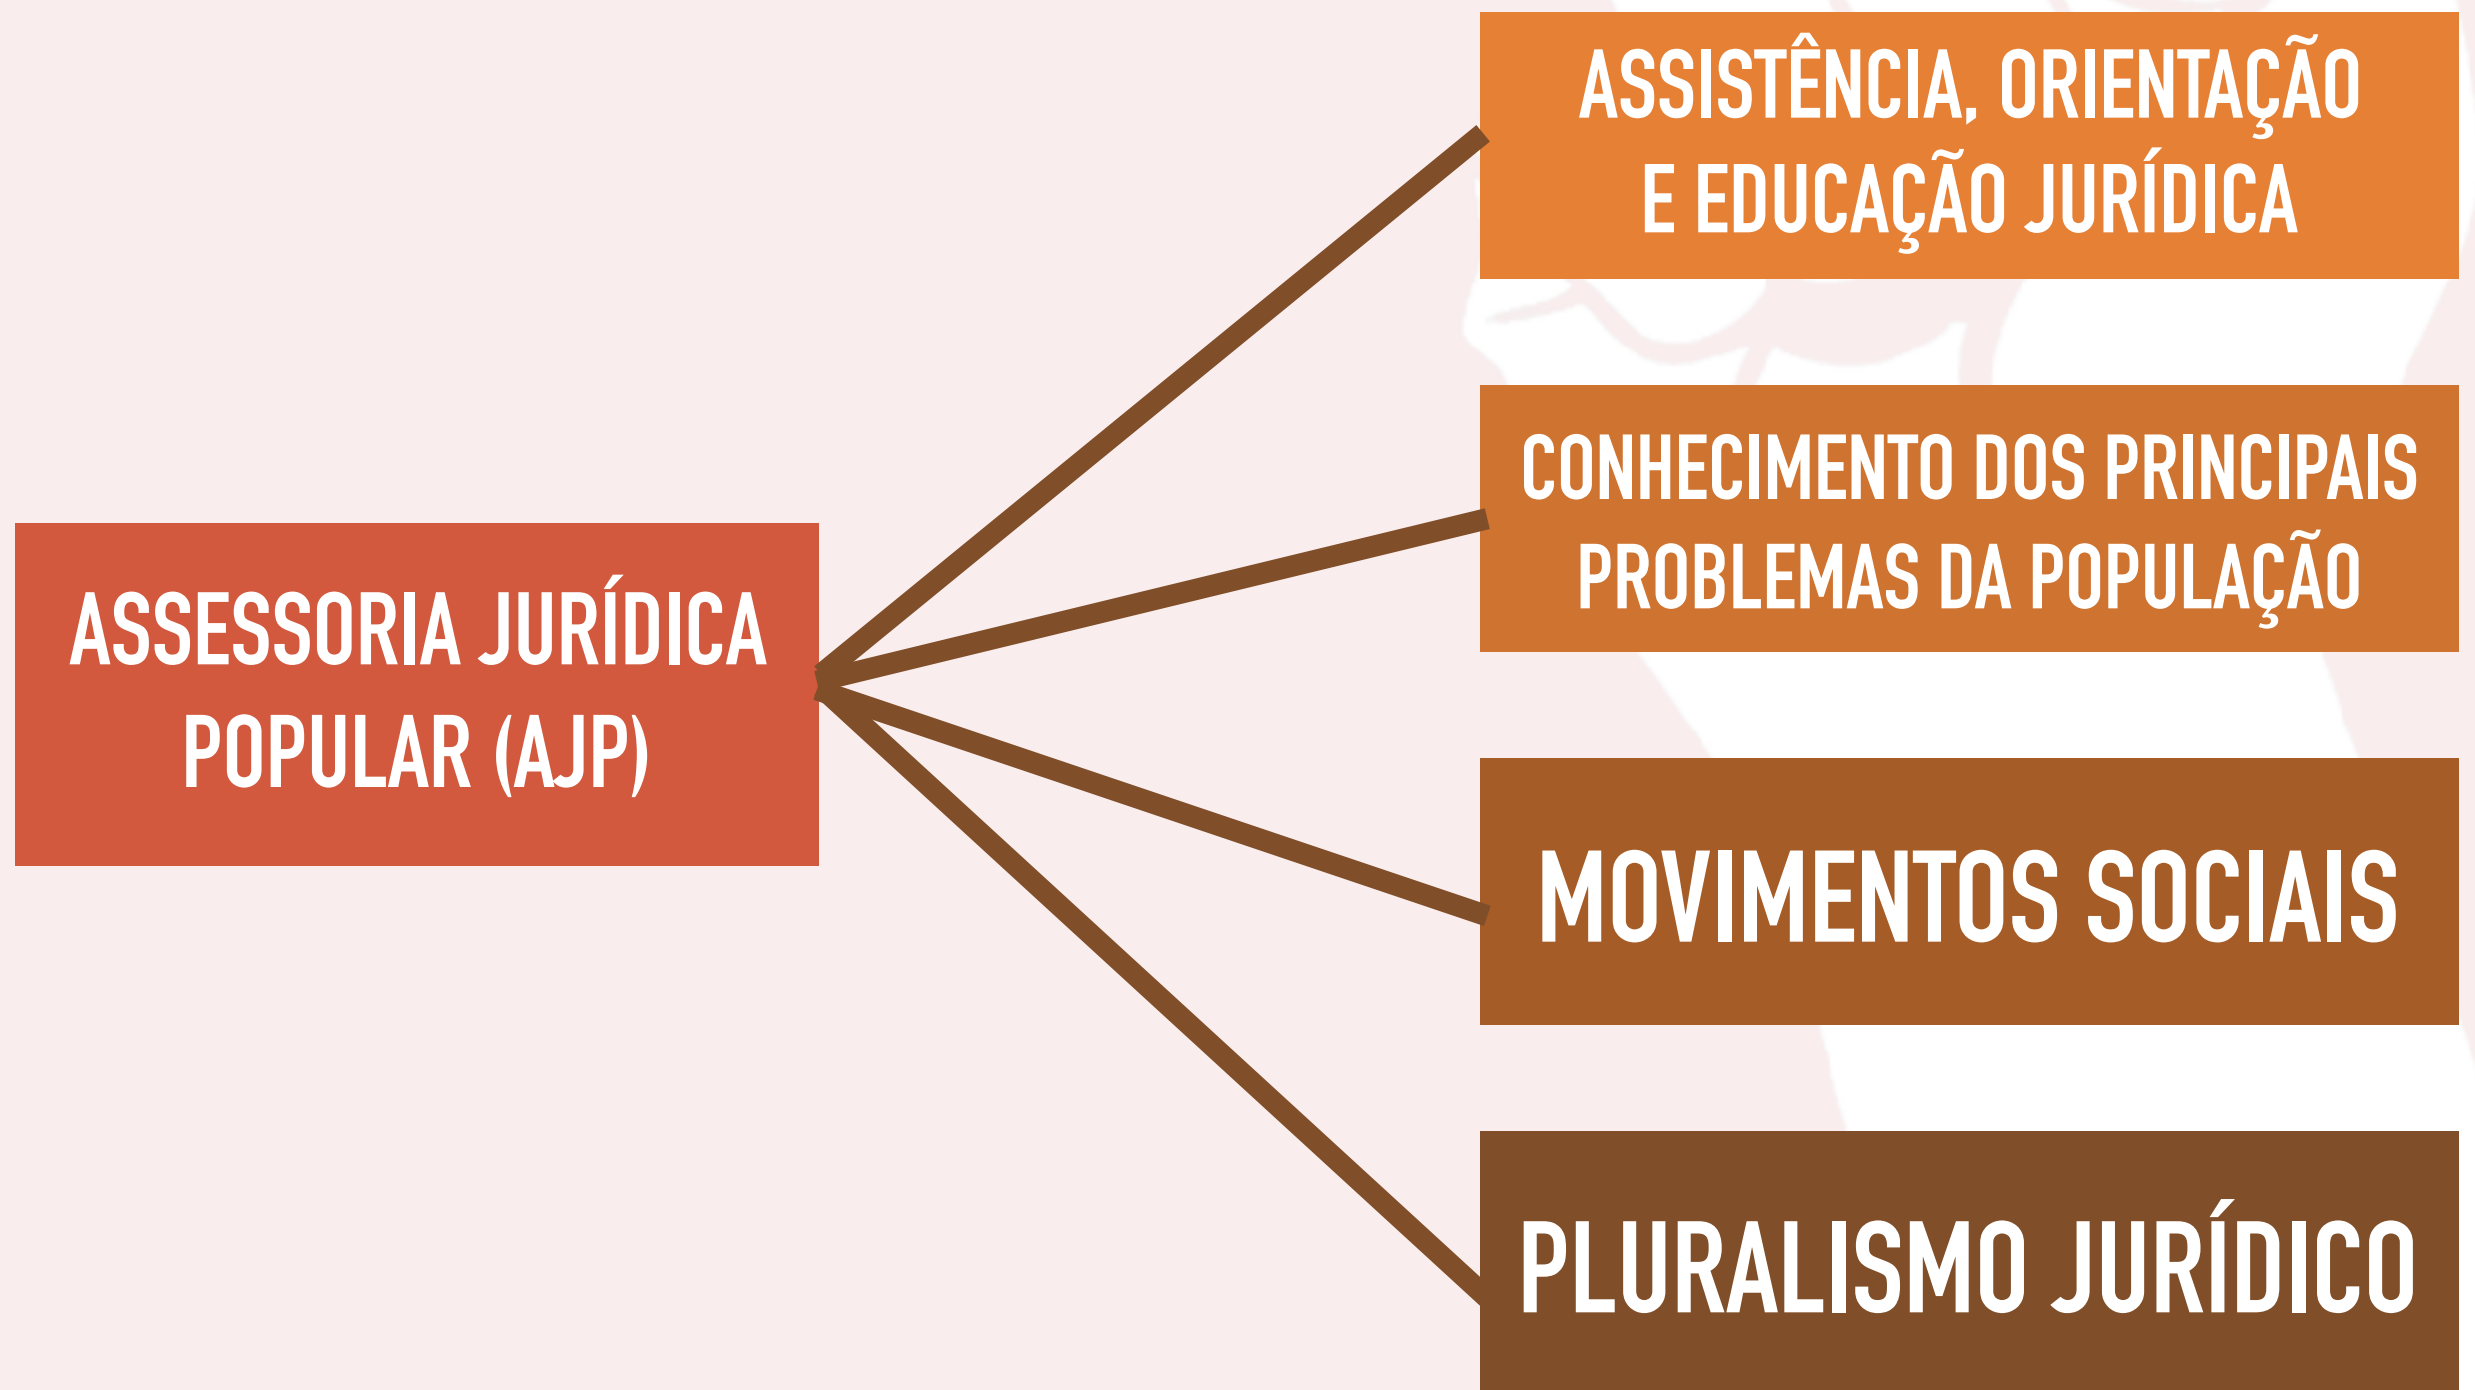 ASSISTÊNCIA, ORIENTAÇÃO
E EDUCAÇÃO JURÍDICA
CONHECIMENTO DOS PRINCIPAIS
PROBLEMAS DA POPULAÇÃO
ASSESSORIA JURÍDICA
POPULAR (AJP)
MOVIMENTOS SOCIAIS
PLURALISMO JURÍDICO